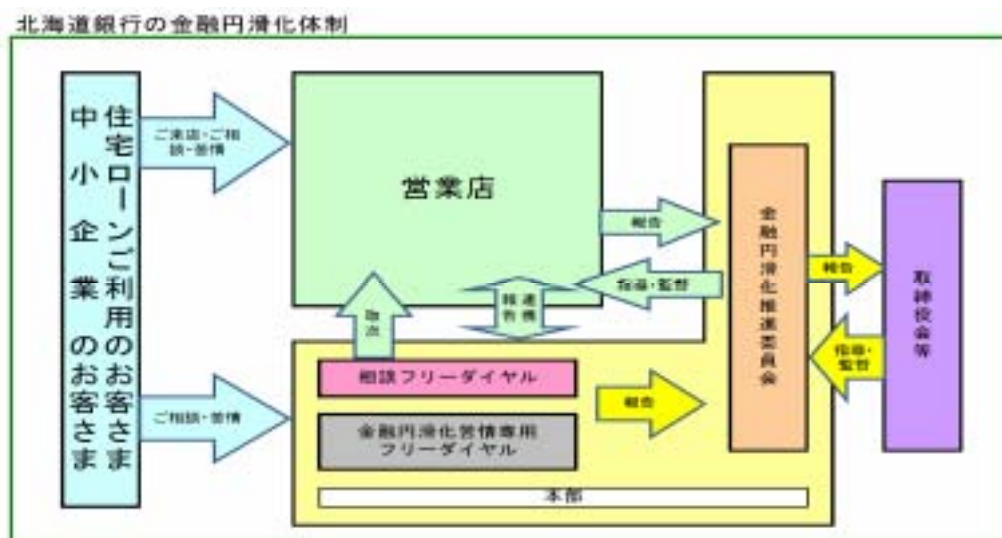 北海道銀行の金融円滑化体制
住宅ローンご利用のお客さま
中小企業のお客さま
ご来店・ご相
談・苦情
営業店
報告
指導・監督
取次
報告
連携
ご相談・苦情
相談フリーダイヤル
金融円滑化苦情専用
フリーダイヤル
報告
本部
金融円滑化推進委員会
報告
指導・
監督
取締役会等